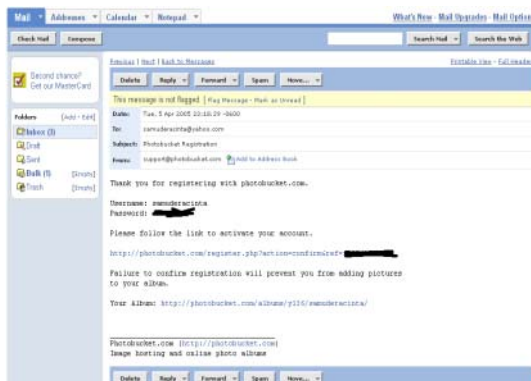 Mail Addresses Calendar Notepad What's New - Mail Upgrades - Mail Options
Check Mail Compose Search Mail Search the Web
Previous | Next | Back to Messages Printable View - Full Headers
Delete Reply Forward Spam Move...
This message is not flagged. [ Flag Message - Mark as Unread ]
Second chance?
Get our MasterCard
Folders [Add - Edit]
Inbox (3)
Draft
Sent
Bulk (1) [Empty]
Trash [Empty]
Date: Tue, 5 Apr 2005 -0600
To: samuderacinta@yahoo.com
Subject: Photobucket Registration
From: support@photobucket.com Add to Address Book
Thank you for registering with photobucket.com.
Username: samuderacinta
Password:
Please follow the link to activate your account.
http://photobucket.com/register.php?action=confirm&ref=
Failure to confirm registration will prevent you from adding pictures
to your album.
Your Album: http://photobucket.com/albums/y136/samuderacinta/
Photobucket.com (http://photobucket.com)
Image hosting and online photo albums
Delete Reply Forward Spam Move...